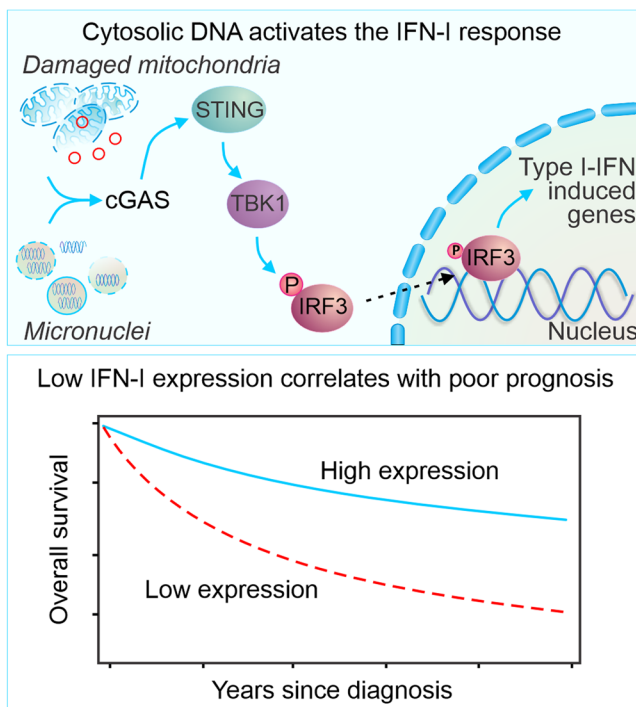 Cytosolic DNA activates the IFN-I response
Damaged mitochondria
STING
cGAS
TBK1
P
IRF3
Micronuclei
Type I-IFN
induced
genes
P
IRF3
Nucleus
Low IFN-I expression correlates with poor prognosis
Overall survival
High expression
Low expression
Years since diagnosis